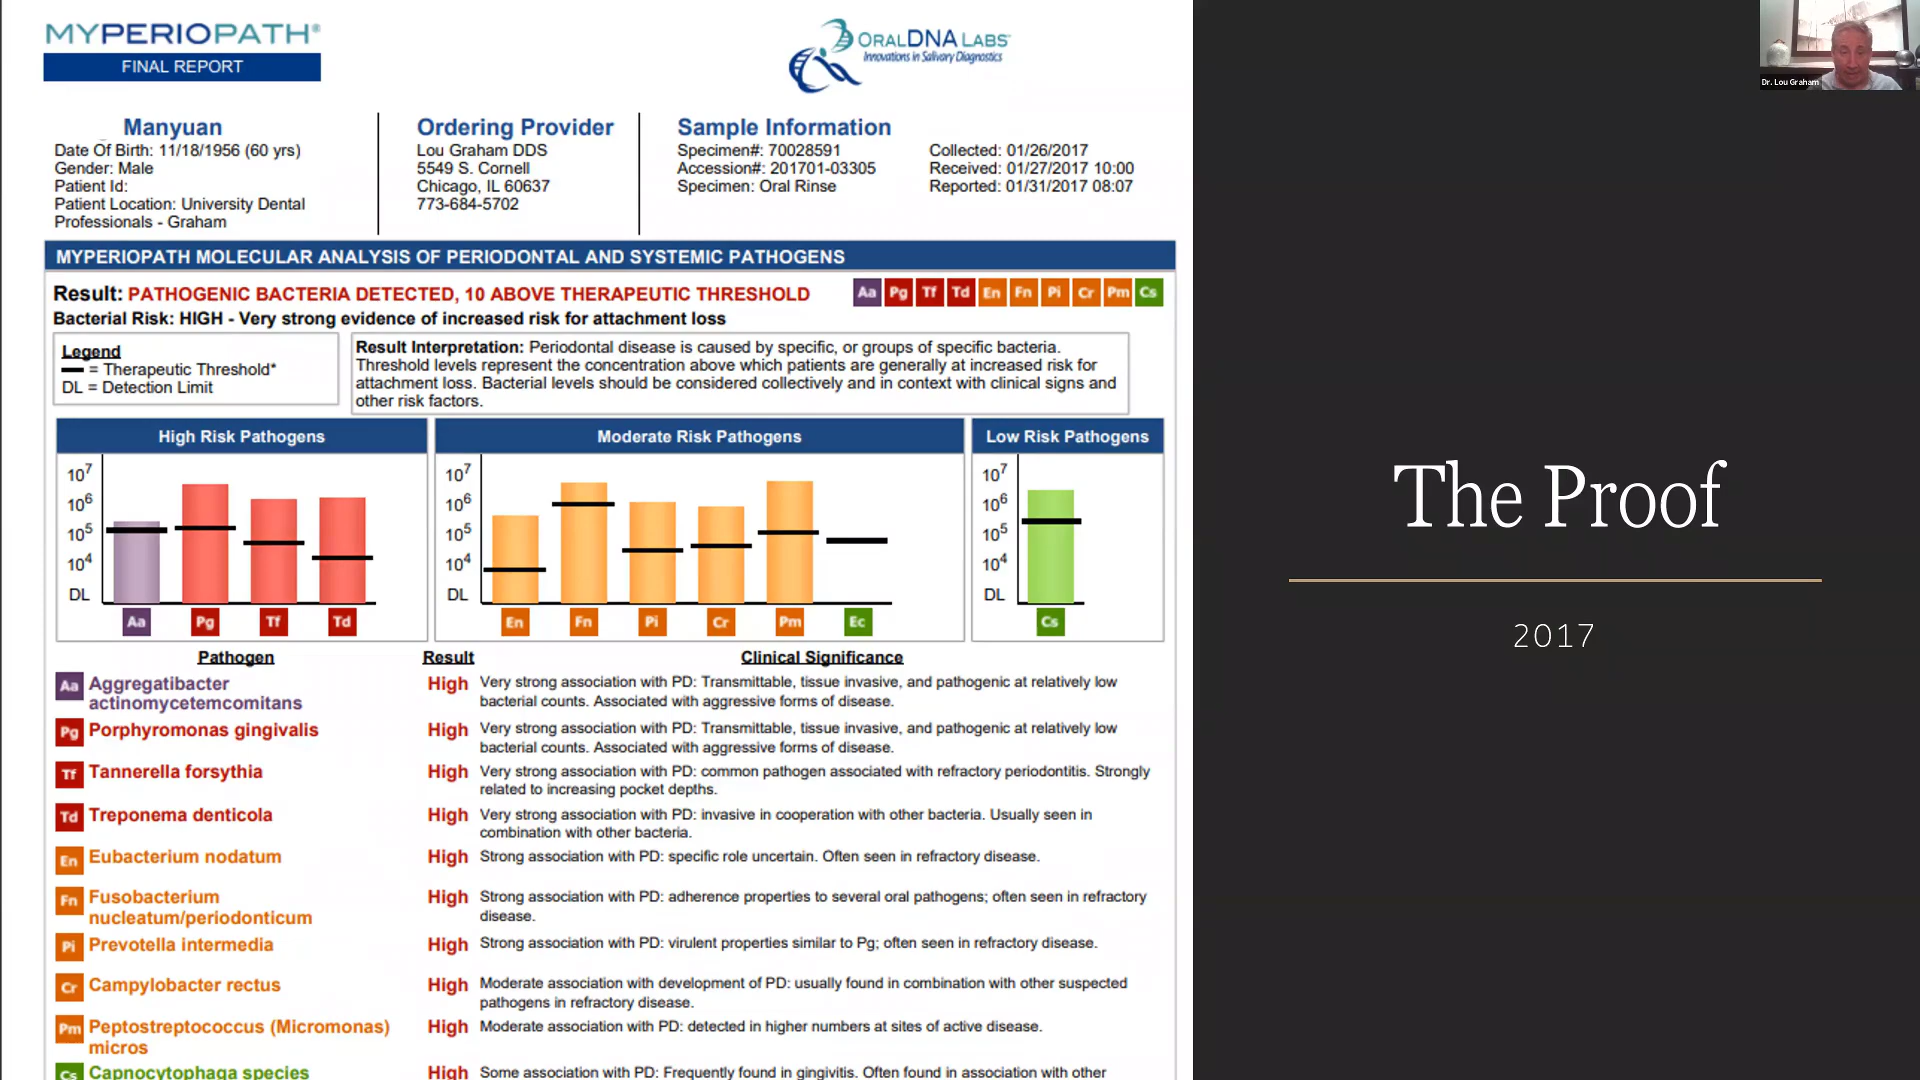 MYPERIOPATH®
FINAL REPORT
ORALDNA LABS
Innovations in Salivary Diagnostics
Manyuan
Date Of Birth: 11/18/1956 (60 yrs)
Gender: Male
Patient Id:
Patient Location: University Dental
Professionals - Graham
Ordering Provider
Lou Graham DDS
5549 S. Cornell
Chicago, IL 60637
773-684-5702
Sample Information
Specimen#: 70028591
Accession#: 201701-03305
Specimen: Oral Rinse
Collected: 01/26/2017
Received: 01/27/2017 10:00
Reported: 01/31/2017 08:07
MYPERIOPATH MOLECULAR ANALYSIS OF PERIODONTAL AND SYSTEMIC PATHOGENS
Result: PATHOGENIC BACTERIA DETECTED, 10 ABOVE THERAPEUTIC THRESHOLD
Aa Pg Tf Td En Fn Pi Cr Pm Cs
Bacterial Risk: HIGH - Very strong evidence of increased risk for attachment loss
Legend
= Therapeutic Threshold*
DL = Detection Limit
Result Interpretation: Periodontal disease is caused by specific, or groups of specific bacteria.
Threshold levels represent the concentration above which patients are generally at increased risk for
attachment loss. Bacterial levels should be considered collectively and in context with clinical signs and
other risk factors.
High Risk Pathogens
10⁷
10⁶
10⁵
10⁴
DL
Aa Pg Tf Td
Moderate Risk Pathogens
10⁷
10⁶
10⁵
10⁴
DL
En Fn Pi Cr Pm Ec
Low Risk Pathogens
10⁷
10⁶
10⁵
10⁴
DL
Cs
Pathogen Result Clinical Significance
Aa Aggregatibacter
actinomycetemcomitans
High Very strong association with PD: Transmittable, tissue invasive, and pathogenic at relatively low
bacterial counts. Associated with aggressive forms of disease.
Pg Porphyromonas gingivalis
High Very strong association with PD: Transmittable, tissue invasive, and pathogenic at relatively low
bacterial counts. Associated with aggressive forms of disease.
Tf Tannerella forsythia
High Very strong association with PD: common pathogen associated with refractory periodontitis. Strongly
related to increasing pocket depths.
Td Treponema denticola
High Very strong association with PD: invasive in cooperation with other bacteria. Usually seen in
combination with other bacteria.
En Eubacterium nodatum
High Strong association with PD: specific role uncertain. Often seen in refractory disease.
Fn Fusobacterium
nucleatum/periodonticum
High Strong association with PD: adherence properties to several oral pathogens; often seen in refractory
disease.
Pi Prevotella intermedia
High Strong association with PD: virulent properties similar to Pg; often seen in refractory disease.
Cr Campylobacter rectus
High Moderate association with development of PD: usually found in combination with other suspected
pathogens in refractory disease.
Pm Peptostreptococcus (Micromonas)
micros
High Moderate association with PD: detected in higher numbers at sites of active disease.
Cs Capnocytophaga species
High Some association with PD: Frequently found in gingivitis. Often found in association with other
The Proof
2017
Dr. Lou Graham